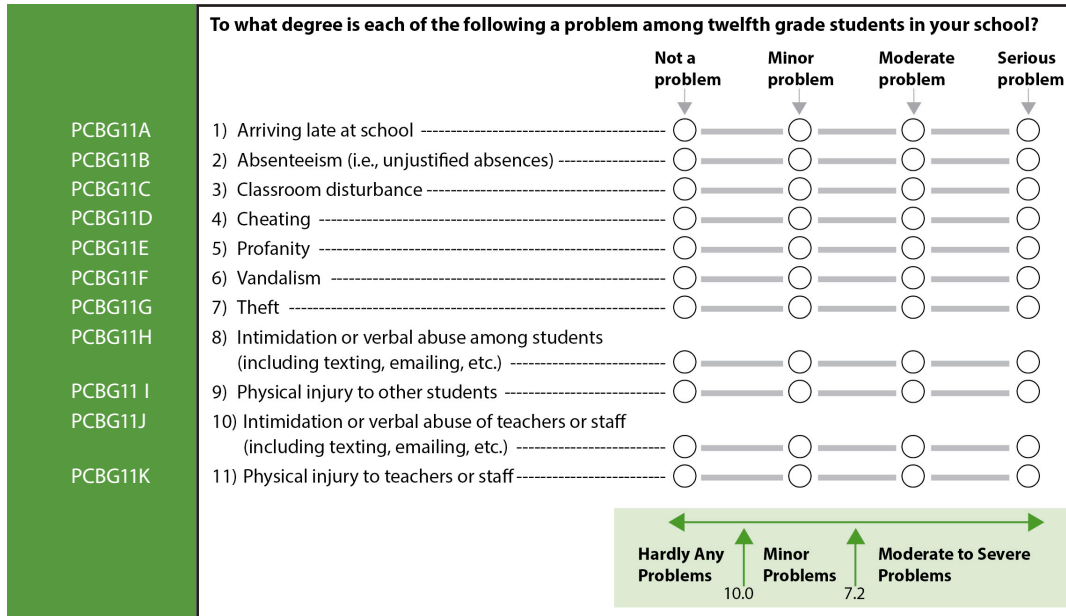 To what degree is each of the following a problem among twelfth grade students in your school?
Not a problem
Minor problem
Moderate problem
Serious problem
PCBG11A 1) Arriving late at school
PCBG11B 2) Absenteeism (i.e., unjustified absences)
PCBG11C 3) Classroom disturbance
PCBG11D 4) Cheating
PCBG11E 5) Profanity
PCBG11F 6) Vandalism
PCBG11G 7) Theft
PCBG11H 8) Intimidation or verbal abuse among students
(including texting, emailing, etc.)
PCBG11 I 9) Physical injury to other students
PCBG11J 10) Intimidation or verbal abuse of teachers or staff
(including texting, emailing, etc.)
PCBG11K 11) Physical injury to teachers or staff
Hardly Any Problems
10.0
Minor Problems
7.2
Moderate to Severe Problems